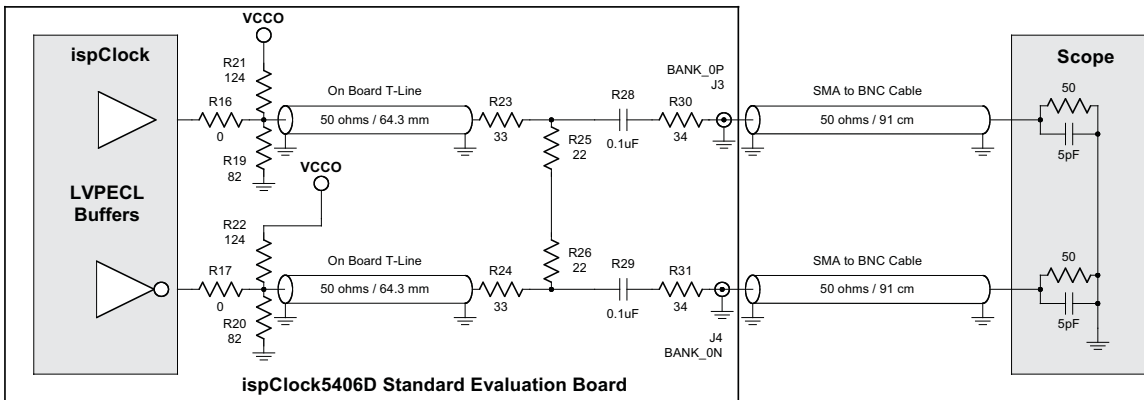 VCCO
ispClock
R21
124
R16
0
R19
82
On Board T-Line
50 ohms / 64.3 mm
R23
33
R25
22
R28
0.1uF
R30
34
BANK_0P
J3
SMA to BNC Cable
50 ohms / 91 cm
Scope
50
5pF
VCCO
LVPECL
Buffers
R22
124
R17
0
R20
82
On Board T-Line
50 ohms / 64.3 mm
R24
33
R26
22
R29
0.1uF
R31
34
J4
BANK_0N
SMA to BNC Cable
50 ohms / 91 cm
50
5pF
ispClock5406D Standard Evaluation Board